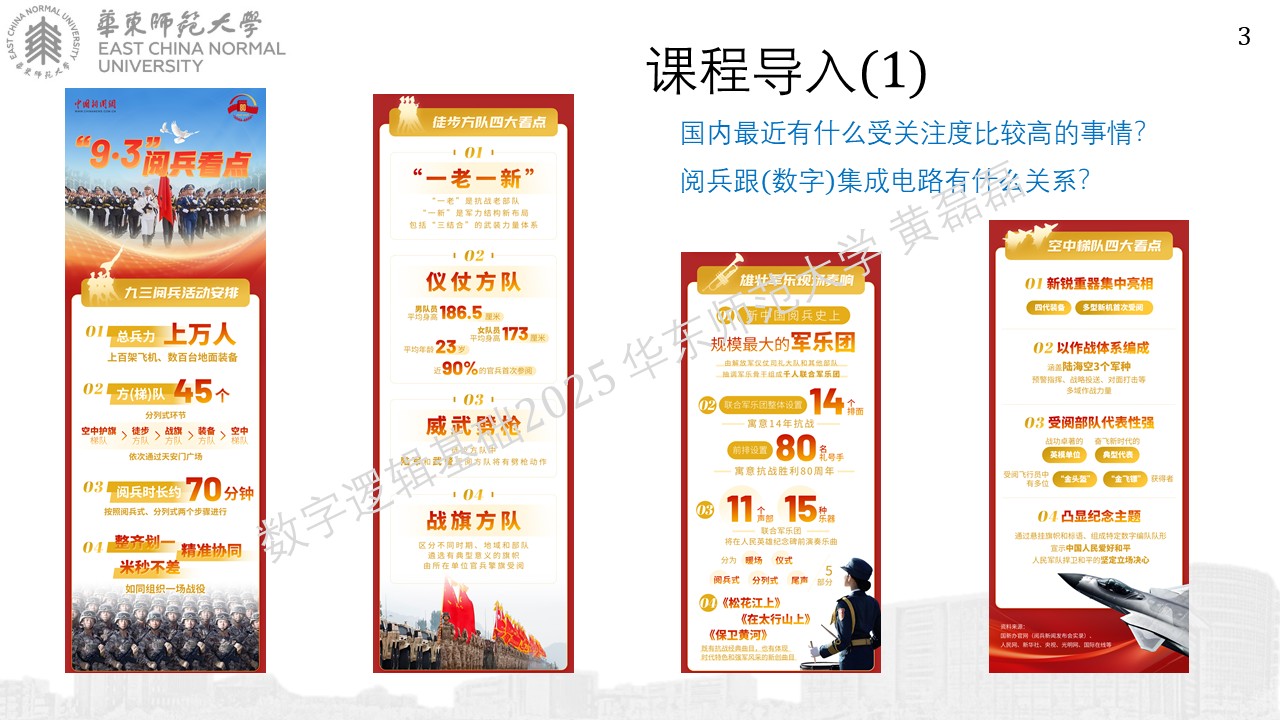 3
EAST CHINA NORMAL UNIVERSITY
華東師範大學
華東師範大學
EAST CHINA NORMAL
UNIVERSITY
课程导入(1)
国内最近有什么受关注度比较高的事情?
阅兵跟(数字)集成电路有什么关系?
数字逻辑基础2025 华东师范大学 黄磊磊
中国新闻网
“9·3”阅兵看点
九三阅兵活动安排
01 总兵力 上万人
上百架飞机、数百台地面装备
02 方(梯)队 45个
分列式环节
空中护旗梯队 > 徒步方队 > 战旗方队 > 装备方队 > 空中梯队
依次通过天安门广场
03 阅兵时长约 70分钟
按照阅兵式、分列式两个步骤进行
04 整齐划一 精准协同
米秒不差
如同组织一场战役
徒步方队四大看点
01
“一老一新”
“一老”是抗战老部队
“一新”是军力结构新布局
包括“三结合”的武装力量体系
02
仪仗方队
男队员平均身高 186.5 厘米
女队员平均身高 173 厘米
平均年龄 23岁
近90%的官兵首次参阅
03
威武劈枪
04
战旗方队
区分不同时期、地域和部队
遴选有典型意义的旗帜
由所在单位官兵擎旗受阅
雄壮军乐现场奏响
01 新中国阅兵史上
规模最大的军乐团
由解放军仪仗司礼大队和其他部队
抽调军乐骨干组成千人联合军乐团
02 联合军乐团整体设置 14个排面
寓意14年抗战
前排设置 80名礼号手
寓意抗战胜利80周年
03 11个声部 15种乐器
联合军乐团
将在人民英雄纪念碑前演奏乐曲
分为 暖场 仪式
阅兵式 分列式 尾声 5部分
04 《松花江上》
《在太行山上》
《保卫黄河》
既有抗战经典曲目,也有体现
时代特色和强军风采的新创曲目
空中梯队四大看点
01 新锐重器集中亮相
四代装备 多型新机首次受阅
02 以作战体系编成
涵盖陆海空3个军种
预警指挥、战略投送、对面打击等
多域作战力量
03 受阅部队代表性强
战功卓著的 奋飞新时代的
英模单位 典型代表
受阅飞行员中有多位 “金头盔” “金飞镖” 获得者
04 凸显纪念主题
通过悬挂旗帜和标语、组成特定数字编队队形
宣示中国人民爱好和平
人民军队捍卫和平的坚定立场决心
资料来源:
国新办官网(阅兵新闻发布会实录)、
人民网、新华社、央视、光明网、国际在线等